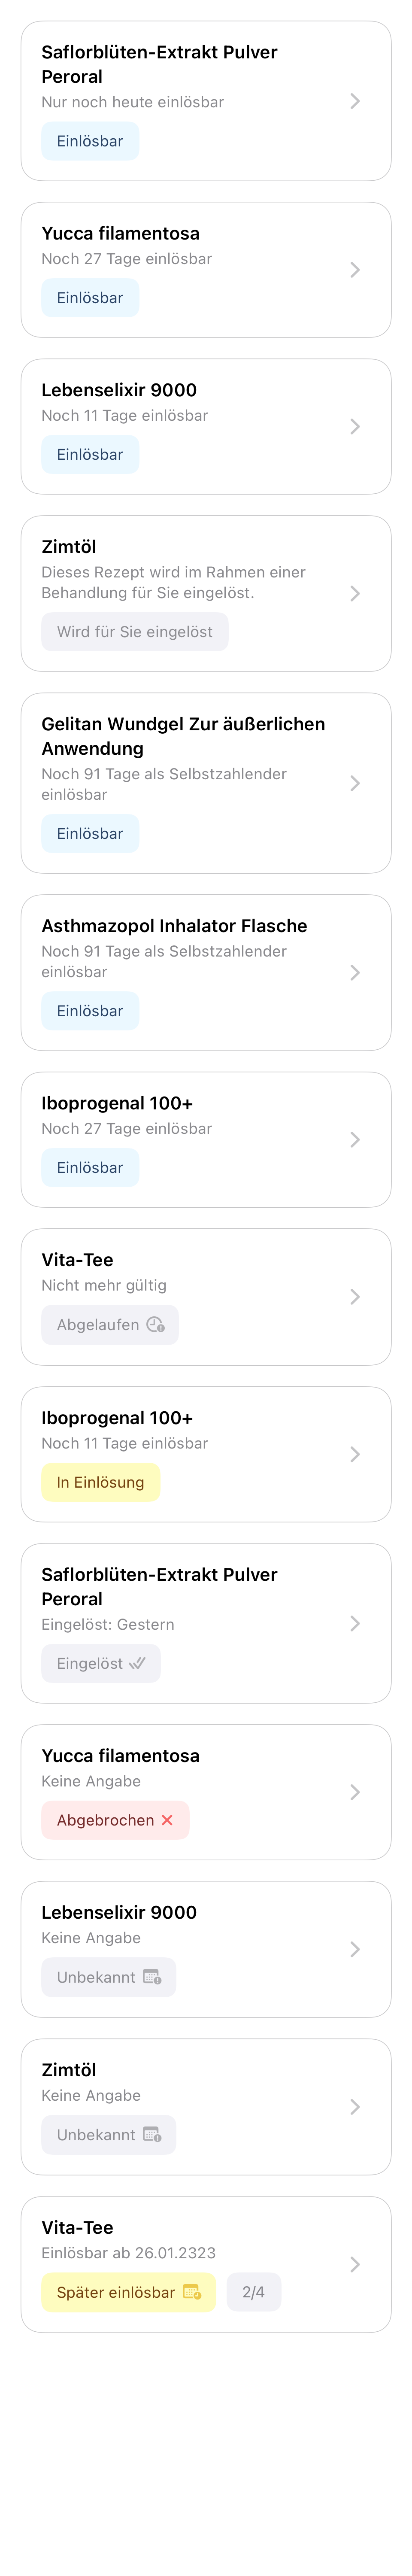 Saflorblüten-Extrakt Pulver
Peroral
Nur noch heute einlösbar
Einlösbar
Yucca filamentosa
Noch 27 Tage einlösbar
Einlösbar
Lebenselixir 9000
Noch 11 Tage einlösbar
Einlösbar
Zimtöl
Dieses Rezept wird im Rahmen einer
Behandlung für Sie eingelöst.
Wird für Sie eingelöst
Gelitan Wundgel Zur äußerlichen
Anwendung
Noch 91 Tage als Selbstzahlender
einlösbar
Einlösbar
Asthmazopol Inhalator Flasche
Noch 91 Tage als Selbstzahlender
einlösbar
Einlösbar
Iboprogenal 100+
Noch 27 Tage einlösbar
Einlösbar
Vita-Tee
Nicht mehr gültig
Abgelaufen
Iboprogenal 100+
Noch 11 Tage einlösbar
In Einlösung
Saflorblüten-Extrakt Pulver
Peroral
Eingelöst: Gestern
Eingelöst
Yucca filamentosa
Keine Angabe
Abgebrochen
Lebenselixir 9000
Keine Angabe
Unbekannt
Zimtöl
Keine Angabe
Unbekannt
Vita-Tee
Einlösbar ab 26.01.2323
Später einlösbar 2/4